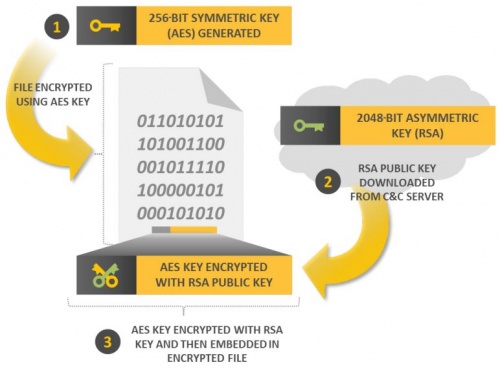 1
256-BIT SYMMETRIC KEY
(AES) GENERATED
FILE ENCRYPTED
USING AES KEY
011010101
101001100
001011110
100000101
000101010
2048-BIT ASYMMETRIC
KEY (RSA)
2
RSA PUBLIC KEY
DOWNLOADED
FROM C&C SERVER
AES KEY ENCRYPTED
WITH RSA PUBLIC KEY
3
AES KEY ENCRYPTED WITH RSA
KEY AND THEN EMBEDDED IN
ENCRYPTED FILE